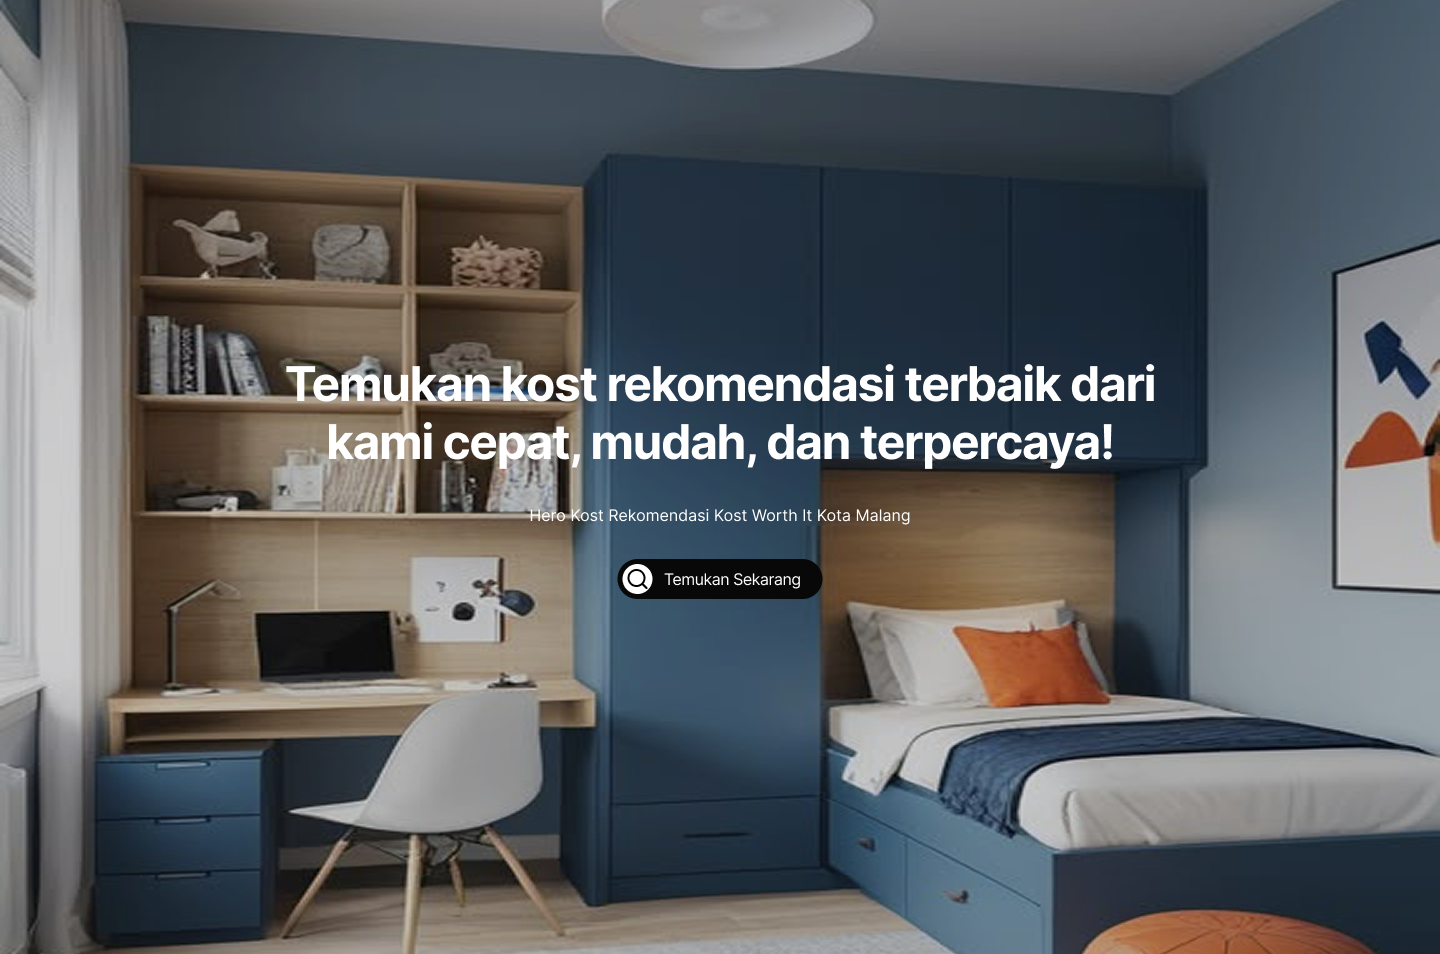 Temukan kost rekomendasi terbaik dari
kami cepat, mudah, dan terpercaya!
Hero Kost Rekomendasi Kost Worth It Kota Malang
Temukan Sekarang